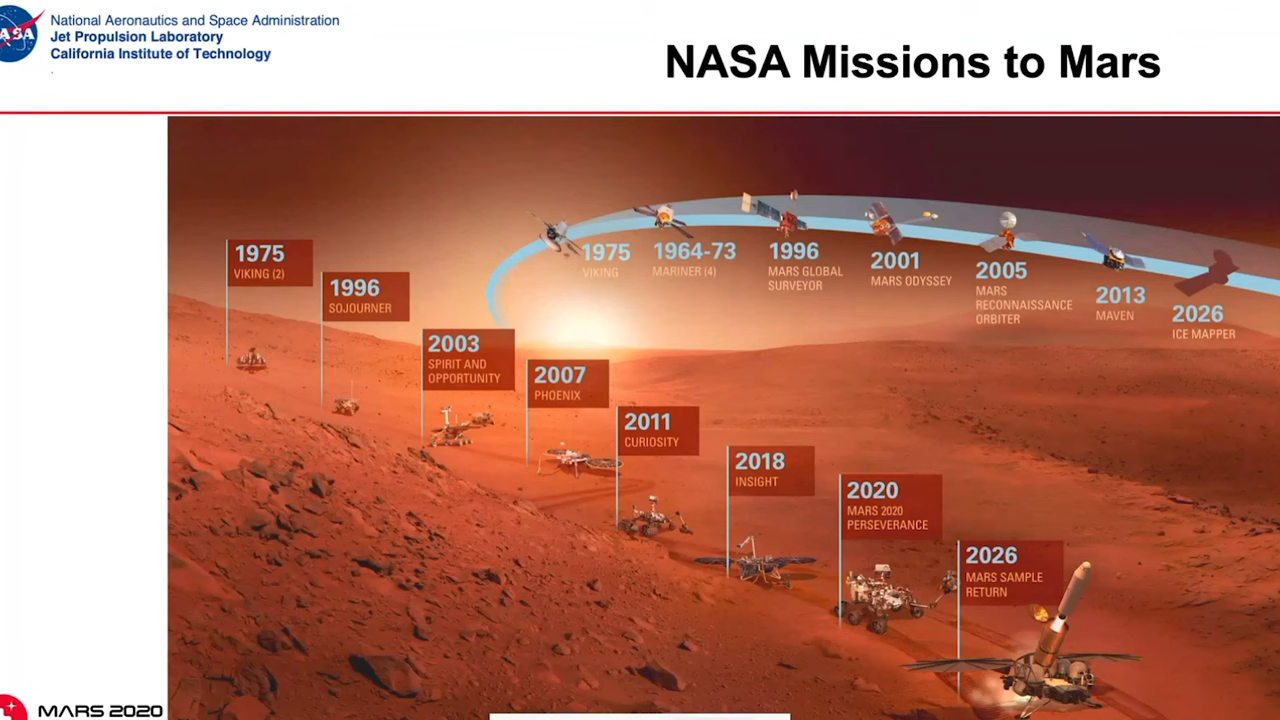 NASA
National Aeronautics and Space Administration
Jet Propulsion Laboratory
California Institute of Technology
NASA Missions to Mars
1975
VIKING
1964-73
MARINER (4)
1996
MARS GLOBAL
SURVEYOR
2001
MARS ODYSSEY
2005
MARS
RECONNAISSANCE
ORBITER
2013
MAVEN
2026
ICE MAPPER
1975
VIKING (2)
1996
SOJOURNER
2003
SPIRIT AND
OPPORTUNITY
2007
PHOENIX
2011
CURIOSITY
2018
INSIGHT
2020
MARS 2020
PERSEVERANCE
2026
MARS SAMPLE
RETURN
MARS 2020